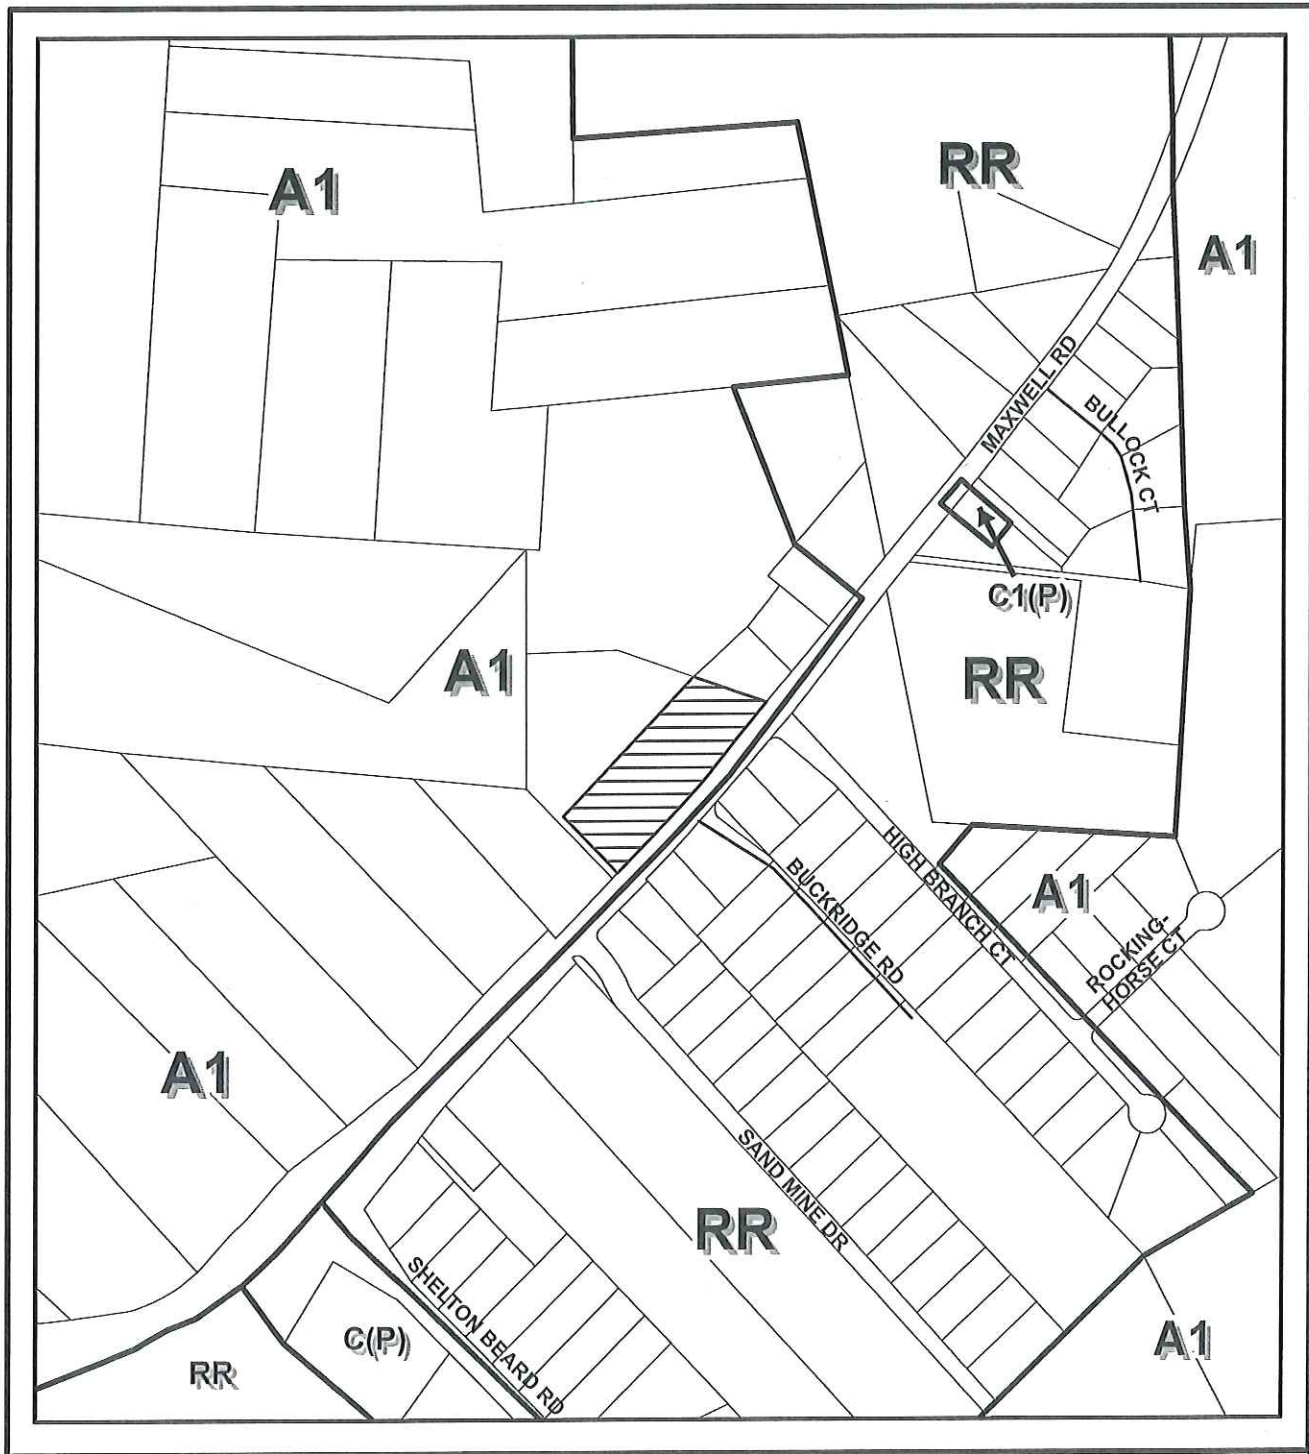 RR
A1
A1
MAXWELL RD
BULLOCK CT
C1(P)
A1
RR
HIGH BRANCH CT
BUCKRIDGE RD
A1
ROCKING-
HORSE CT
A1
SAND MINE DR
RR
SHELTON BEARD RD
C(P)
RR
A1